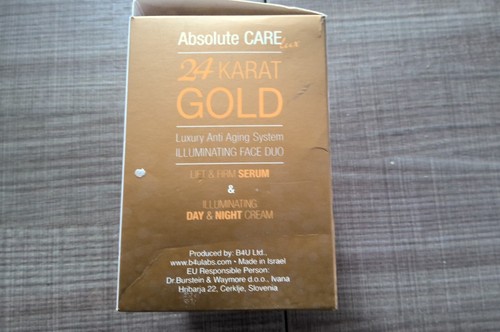 Absolute CARE lux
24 KARAT
GOLD
Luxury Anti Aging System
ILLUMINATING FACE DUO
LIFT & FIRM SERUM
&
ILLUMINATING
DAY & NIGHT CREAM
Produced by: B4U Ltd..
www.b4ulabs.com • Made in Israel
EU Responsible Person:
Dr.Burstein & Waymore d.o.o., Ivana
Hribarja 22, Cerklje, Slovenia